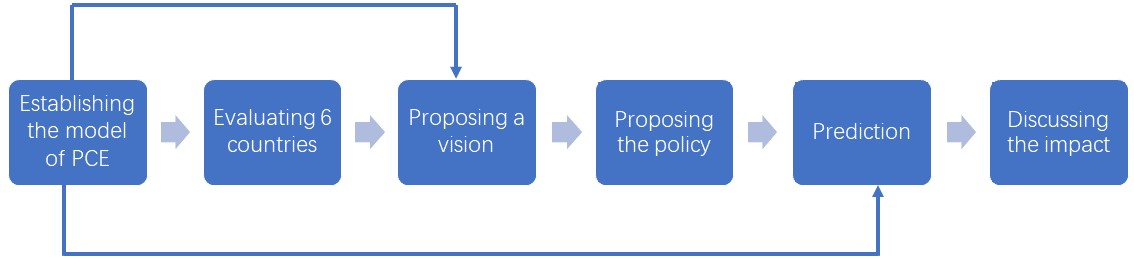 Establishing
the model
of PCE
Evaluating 6
countries
Proposing a
vision
Proposing
the policy
Prediction
Discussing
the impact